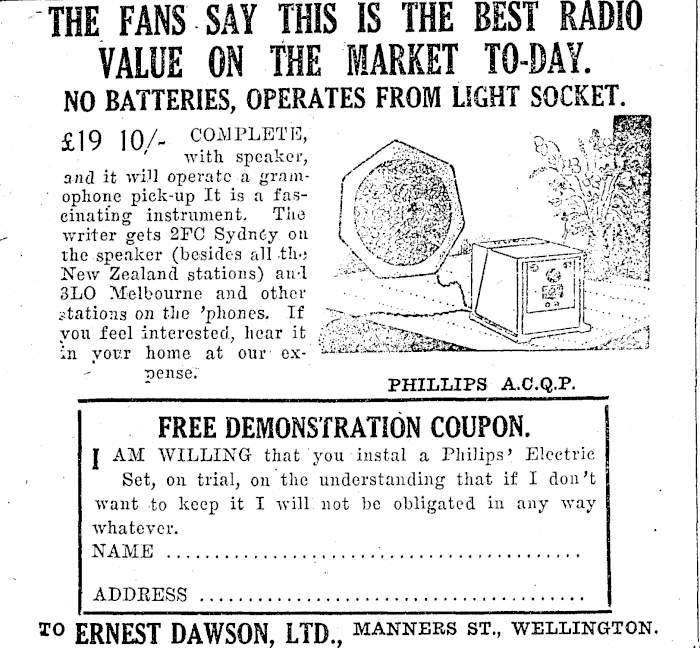 THE FANS SAY THIS IS THE BEST RADIO
VALUE ON THE MARKET TO-DAY.
NO BATTERIES, OPERATES FROM LIGHT SOCKET.
£19 10/- COMPLETE,
with speaker,
and it will operate a gram-
ophone pick-up It is a fas-
cinating instrument. The
writer gets 2FC Sydney on
the speaker (besides all the
New Zealand stations) and
3LO Melbourne and other
stations on the 'phones. If
you feel interested, hear it
in your home at our ex-
pense.
PHILLIPS A.C.Q.P.
FREE DEMONSTRATION COUPON.
I AM WILLING that you instal a Philips' Electric
Set, on trial, on the understanding that if I don't
want to keep it I will not be obligated in any way
whatever.
NAME ..........................................
ADDRESS .......................................
TO ERNEST DAWSON, LTD., MANNERS ST., WELLINGTON.